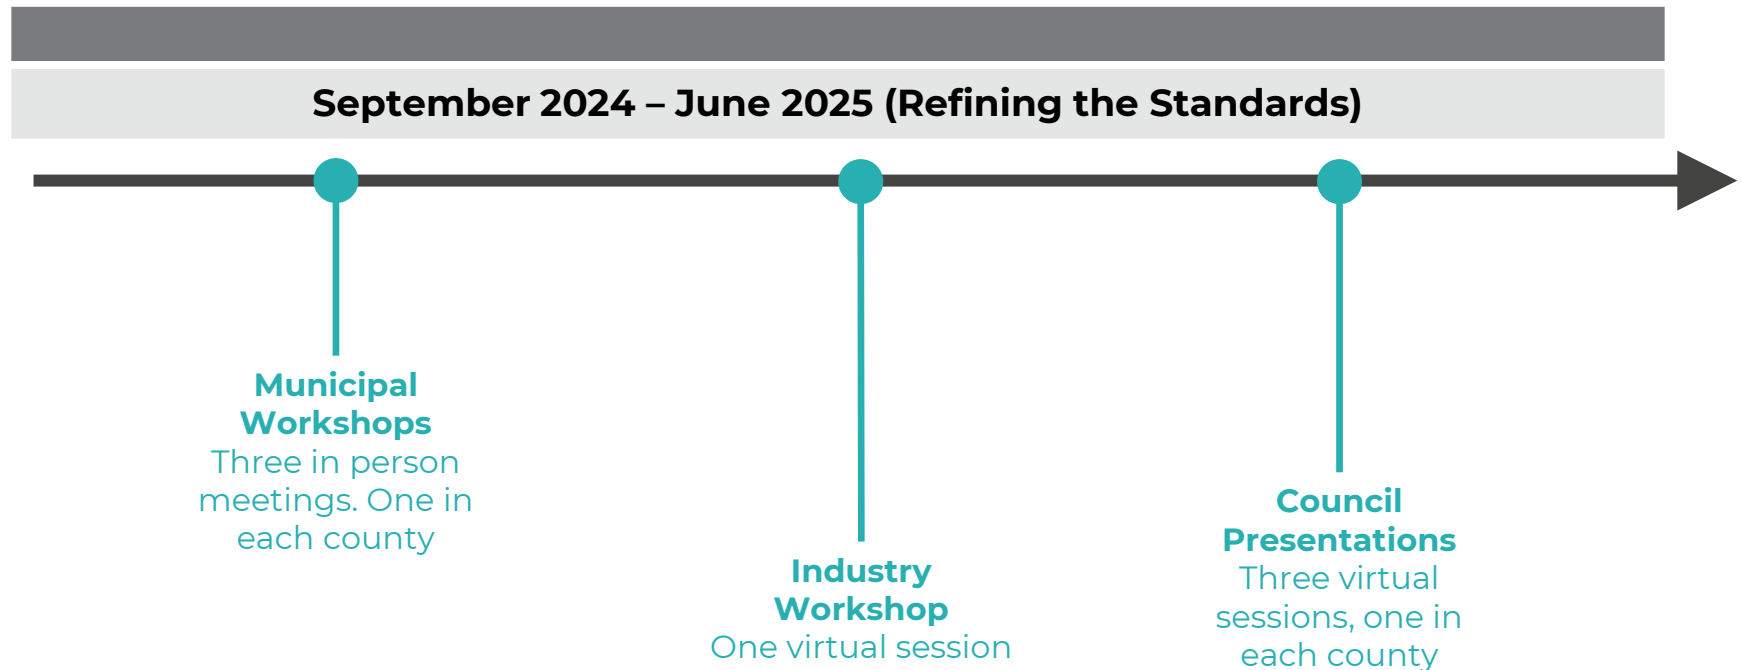 September 2024 – June 2025 (Refining the Standards)
Municipal
Workshops
Three in person
meetings. One in
each county
Industry
Workshop
One virtual session
Council
Presentations
Three virtual
sessions, one in
each county